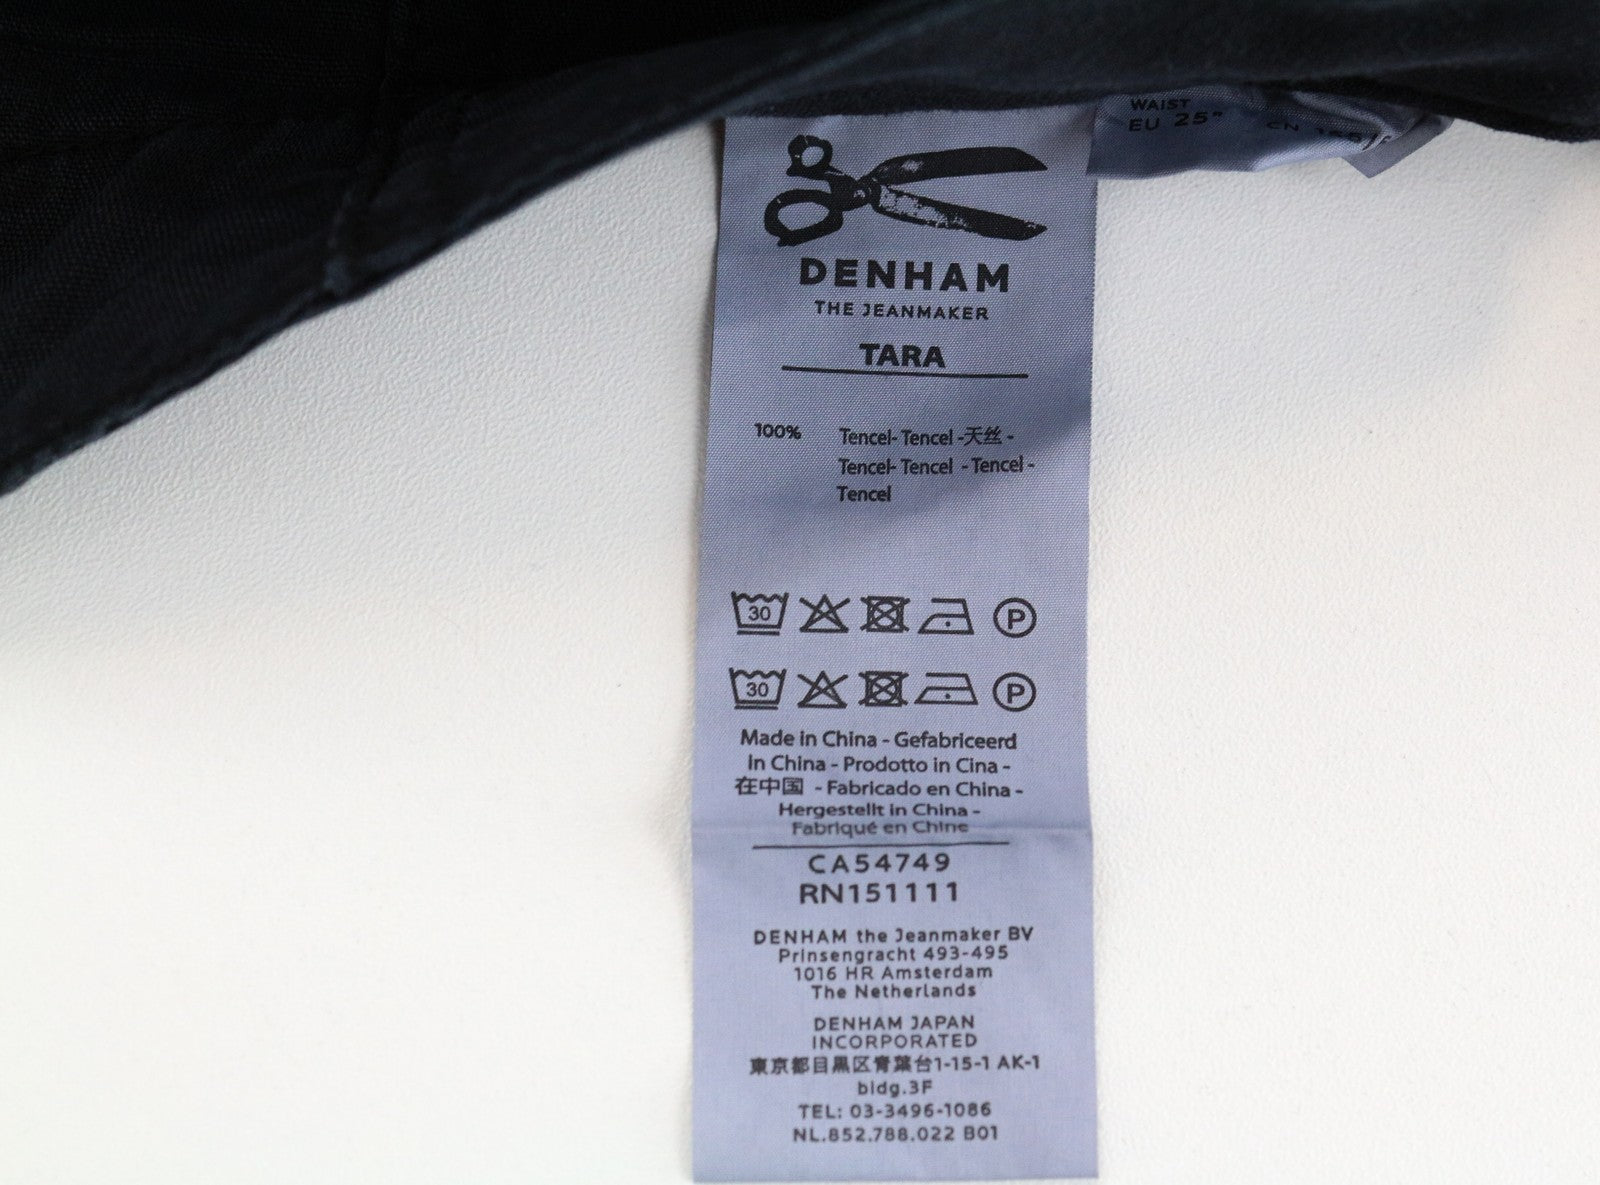 WAIST
EU 25" CN
DENHAM
THE JEANMAKER
TARA
100% Tencel- Tencel -天丝 -
Tencel- Tencel - Tencel -
Tencel
30 P
30 P
Made in China - Gefabriceerd
in China - Prodotto in Cina -
在中国 - Fabricado en China -
Hergestellt in China -
Fabriqué en Chine
CA54749
RN151111
DENHAM the Jeanmaker BV
Prinsengracht 493-495
1016 HR Amsterdam
The Netherlands
DENHAM JAPAN
INCORPORATED
東京都目黒区青葉台1-15-1 AK-1
bldg.3F
TEL: 03-3496-1086
NL.852.788.022 B01